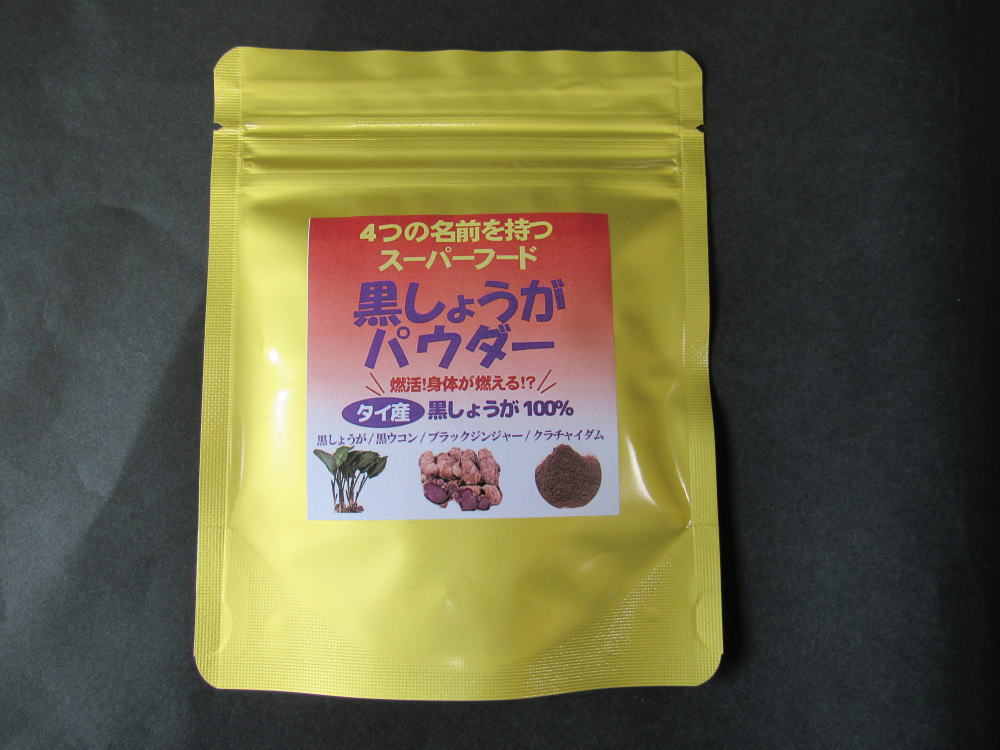 4つの名前を持つ
スーパーフード
黒しょうが
パウダー
燃活!身体が燃える!?
タイ産 黒しょうが 100%
黒しょうが/黒ウコン/ブラックジンジャー/クラチャイダム